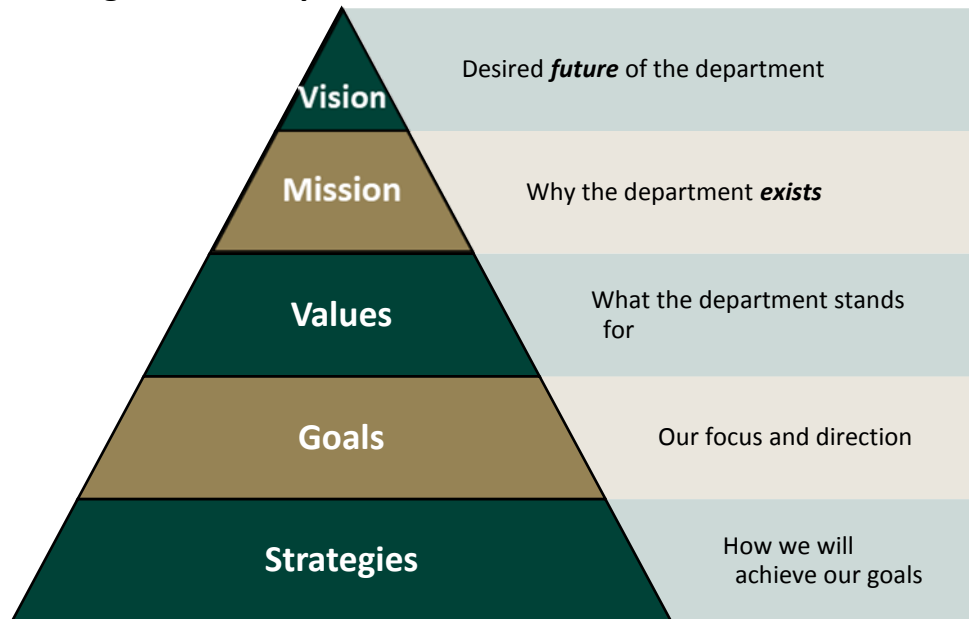 Vision
Desired future of the department
Mission
Why the department exists
Values
What the department stands
for
Goals
Our focus and direction
Strategies
How we will
achieve our goals